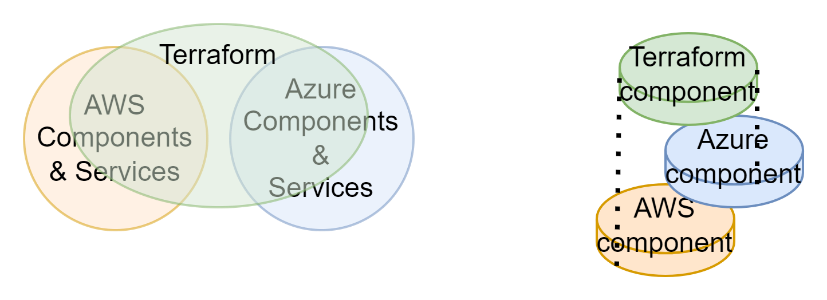 Terraform
AWS
Components
& Services
Azure
Components
&
Services
Terraform
component
Azure
component
AWS
component